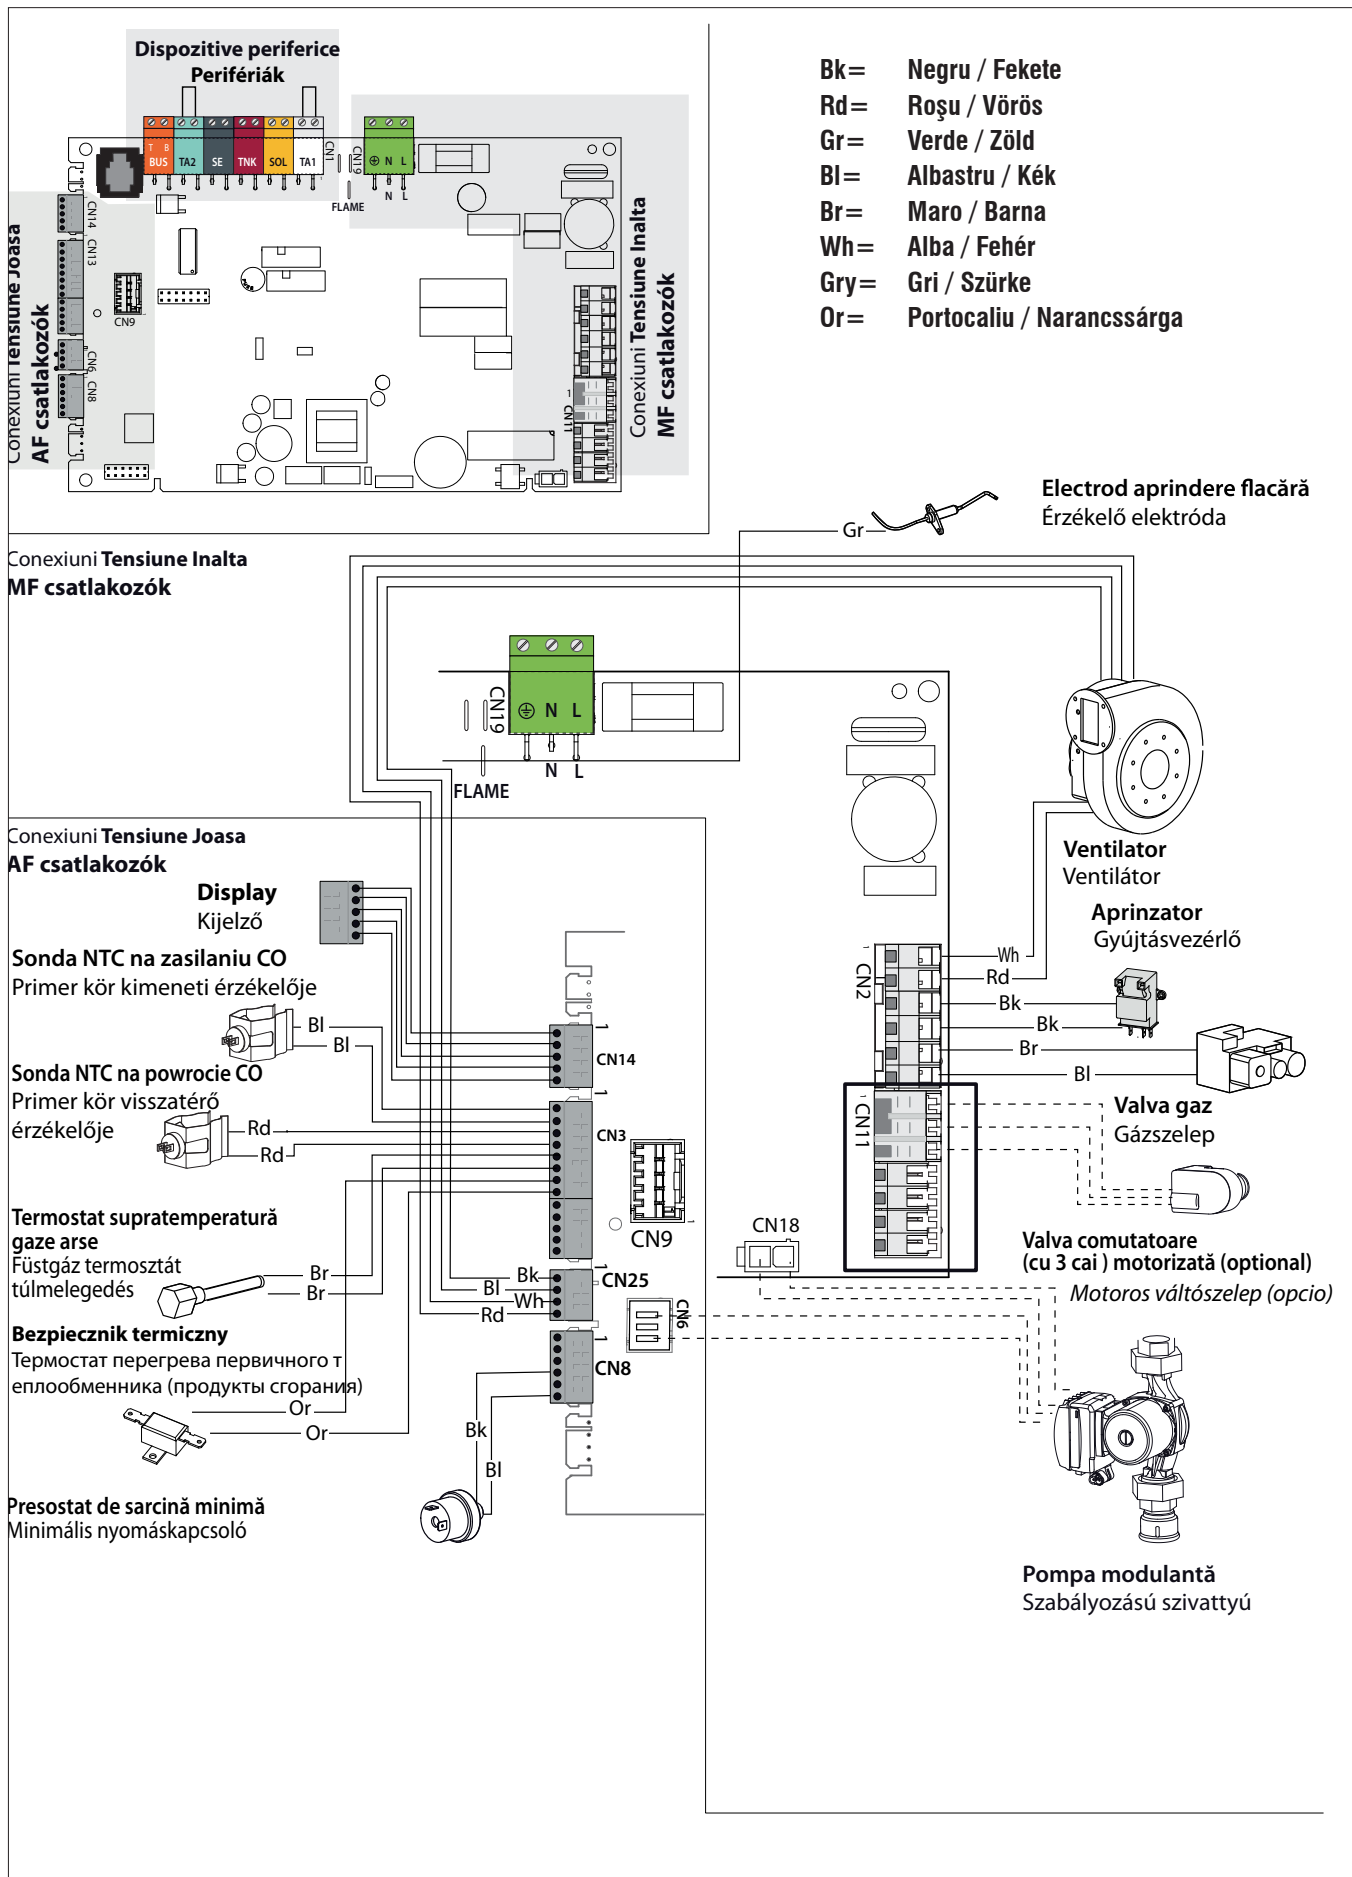 Dispozitive periferice
Perifériák
T B
BUS
TA2
SE
TNK
SOL
TA1
CN1
CN19
N L
N L
FLAME
CN14
CN13
CN9
CN6
CN8
1
CN11
Conexiuni Tensiune Joasa
AF csatlakozók
Conexiuni Tensiune Inalta
MF csatlakozók
Bk= Negru / Fekete
Rd= Roşu / Vörös
Gr= Verde / Zöld
Bl= Albastru / Kék
Br= Maro / Barna
Wh= Alba / Fehér
Gry= Gri / Szürke
Or= Portocaliu / Narancssárga
Electrod aprindere flacără
Érzékelő elektróda
Gr
Conexiuni Tensiune Inalta
MF csatlakozók
CN19
N L
N L
FLAME
Ventilator
Ventilátor
Conexiuni Tensiune Joasa
AF csatlakozók
Display
Kijelző
Aprinzator
Gyújtásvezérlő
Sonda NTC na zasilaniu CO
Primer kör kimeneti érzékelője
Bl
Bl
Sonda NTC na powrocie CO
Primer kör visszatérő
érzékelője
Rd
Rd
1
CN14
1
CN3
CN9
1
1
CN2
Wh
Rd
Bk
Bk
Br
Bl
Valva gaz
Gázszelep
1
CN11
CN18
Valva comutatoare
(cu 3 cai ) motorizată (optional)
Motoros váltószelep (opcio)
Termostat supratemperatură
gaze arse
Füstgáz termosztát
túlmelegedés
Br
Br
Bk
Bl
Wh
Rd
1
CN25
CN6
1
CN8
Bezpiecznik termiczny
Термостат перегрева первичного т
еплообменника (продукты сгорания)
Or
Or
Bk
Bl
Presostat de sarcină minimă
Minimális nyomáskapcsoló
Pompa modulantă
Szabályozású szivattyú